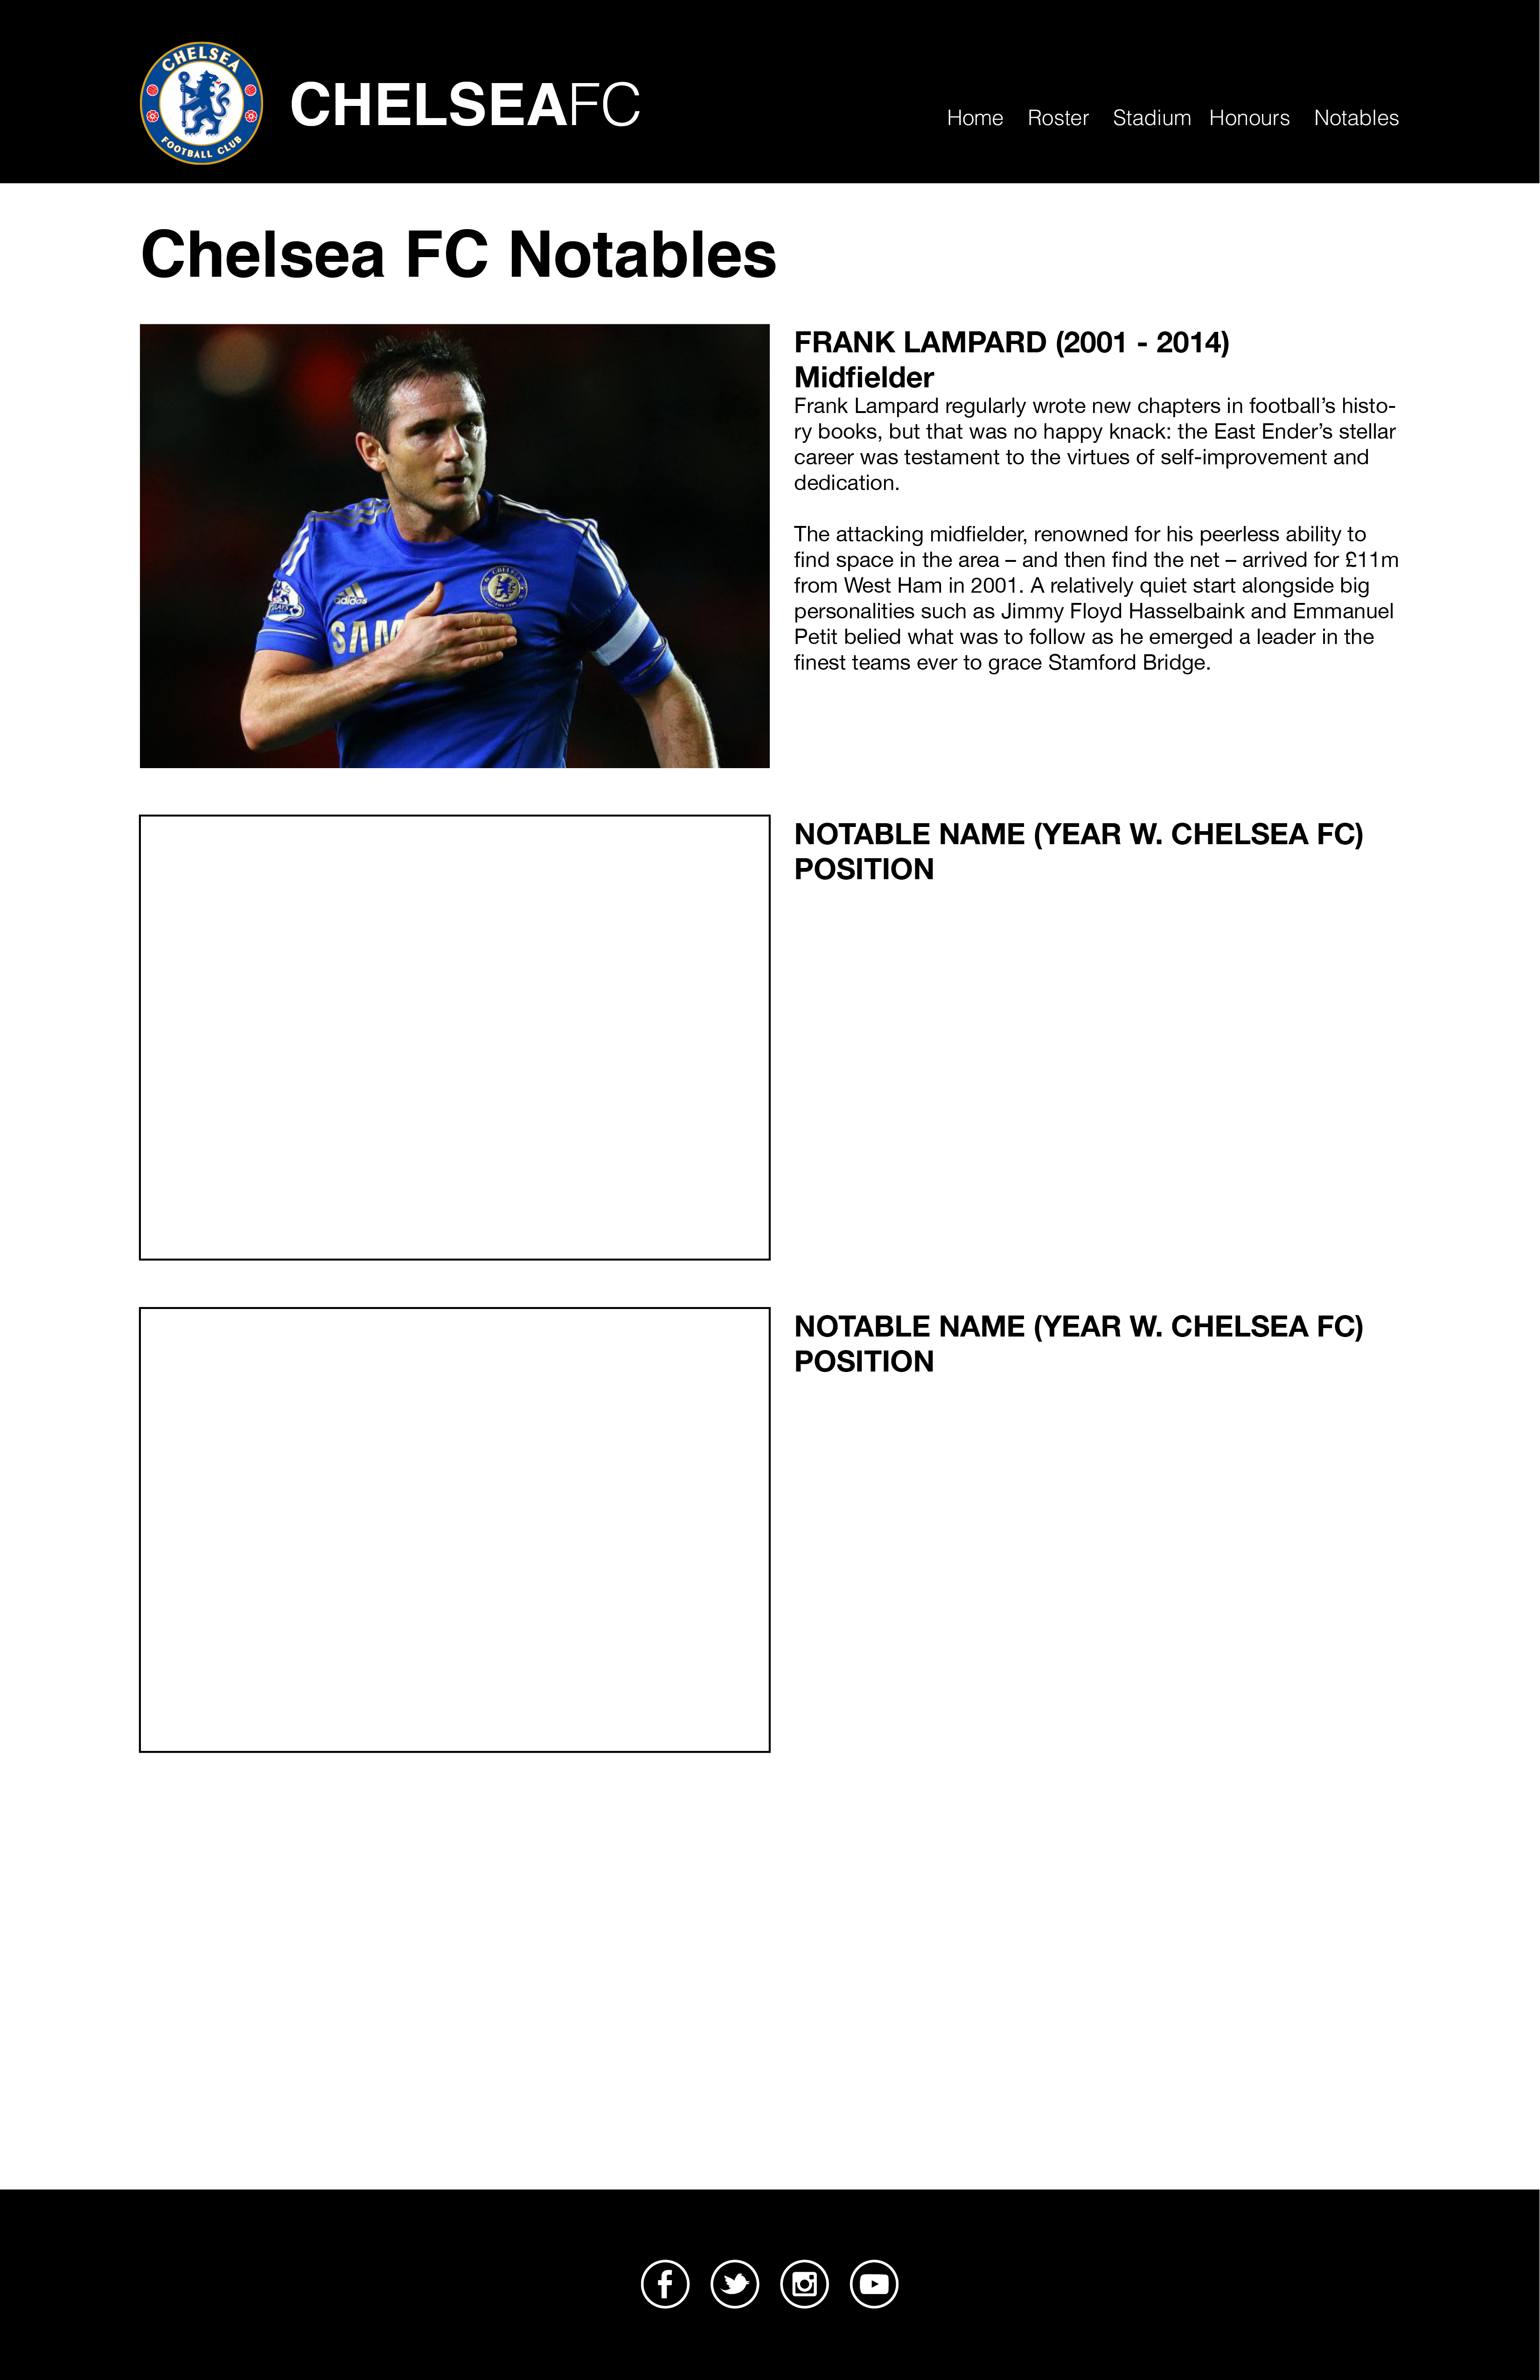 CHELSEA
FOOTBALL CLUB
CHELSEAFC
Home Roster Stadium Honours Notables
Chelsea FC Notables
adidas
CHELSEA
SAM
FRANK LAMPARD (2001 - 2014)
Midfielder
Frank Lampard regularly wrote new chapters in football’s histo-
ry books, but that was no happy knack: the East Ender’s stellar
career was testament to the virtues of self-improvement and
dedication.
The attacking midfielder, renowned for his peerless ability to
find space in the area – and then find the net – arrived for £11m
from West Ham in 2001. A relatively quiet start alongside big
personalities such as Jimmy Floyd Hasselbaink and Emmanuel
Petit belied what was to follow as he emerged a leader in the
finest teams ever to grace Stamford Bridge.
NOTABLE NAME (YEAR W. CHELSEA FC)
POSITION
NOTABLE NAME (YEAR W. CHELSEA FC)
POSITION